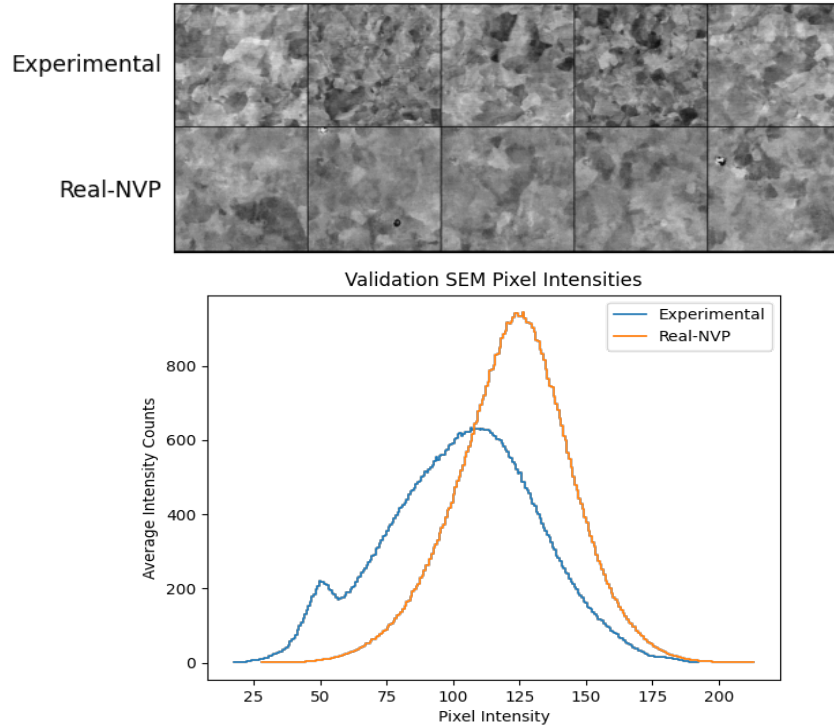 Experimental
Real-NVP
Validation SEM Pixel Intensities
Experimental
Real-NVP
Average Intensity Counts
800
600
400
200
0
25 50 75 100 125 150 175 200
Pixel Intensity